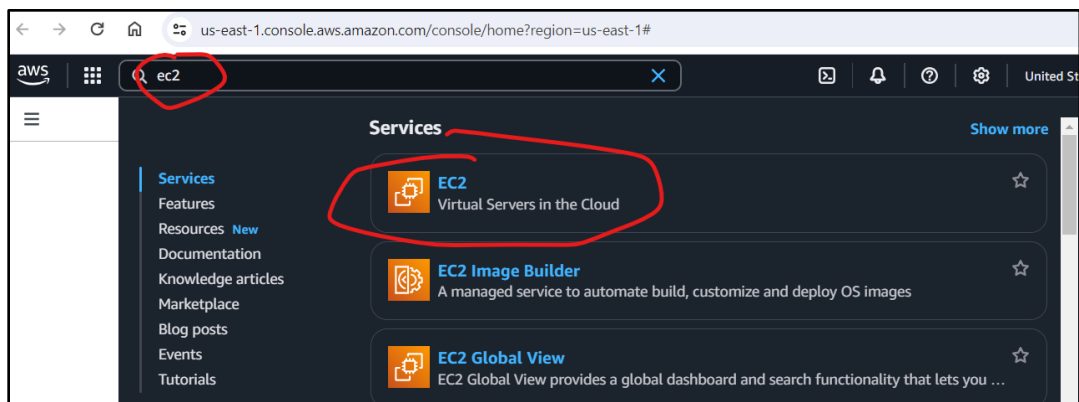 us-east-1.console.aws.amazon.com/console/home?region=us-east-1#
aws
ec2
United St
Services
Show more
Services
Features
Resources New
Documentation
Knowledge articles
Marketplace
Blog posts
Events
Tutorials
EC2
Virtual Servers in the Cloud
EC2 Image Builder
A managed service to automate build, customize and deploy OS images
EC2 Global View
EC2 Global View provides a global dashboard and search functionality that lets you ...